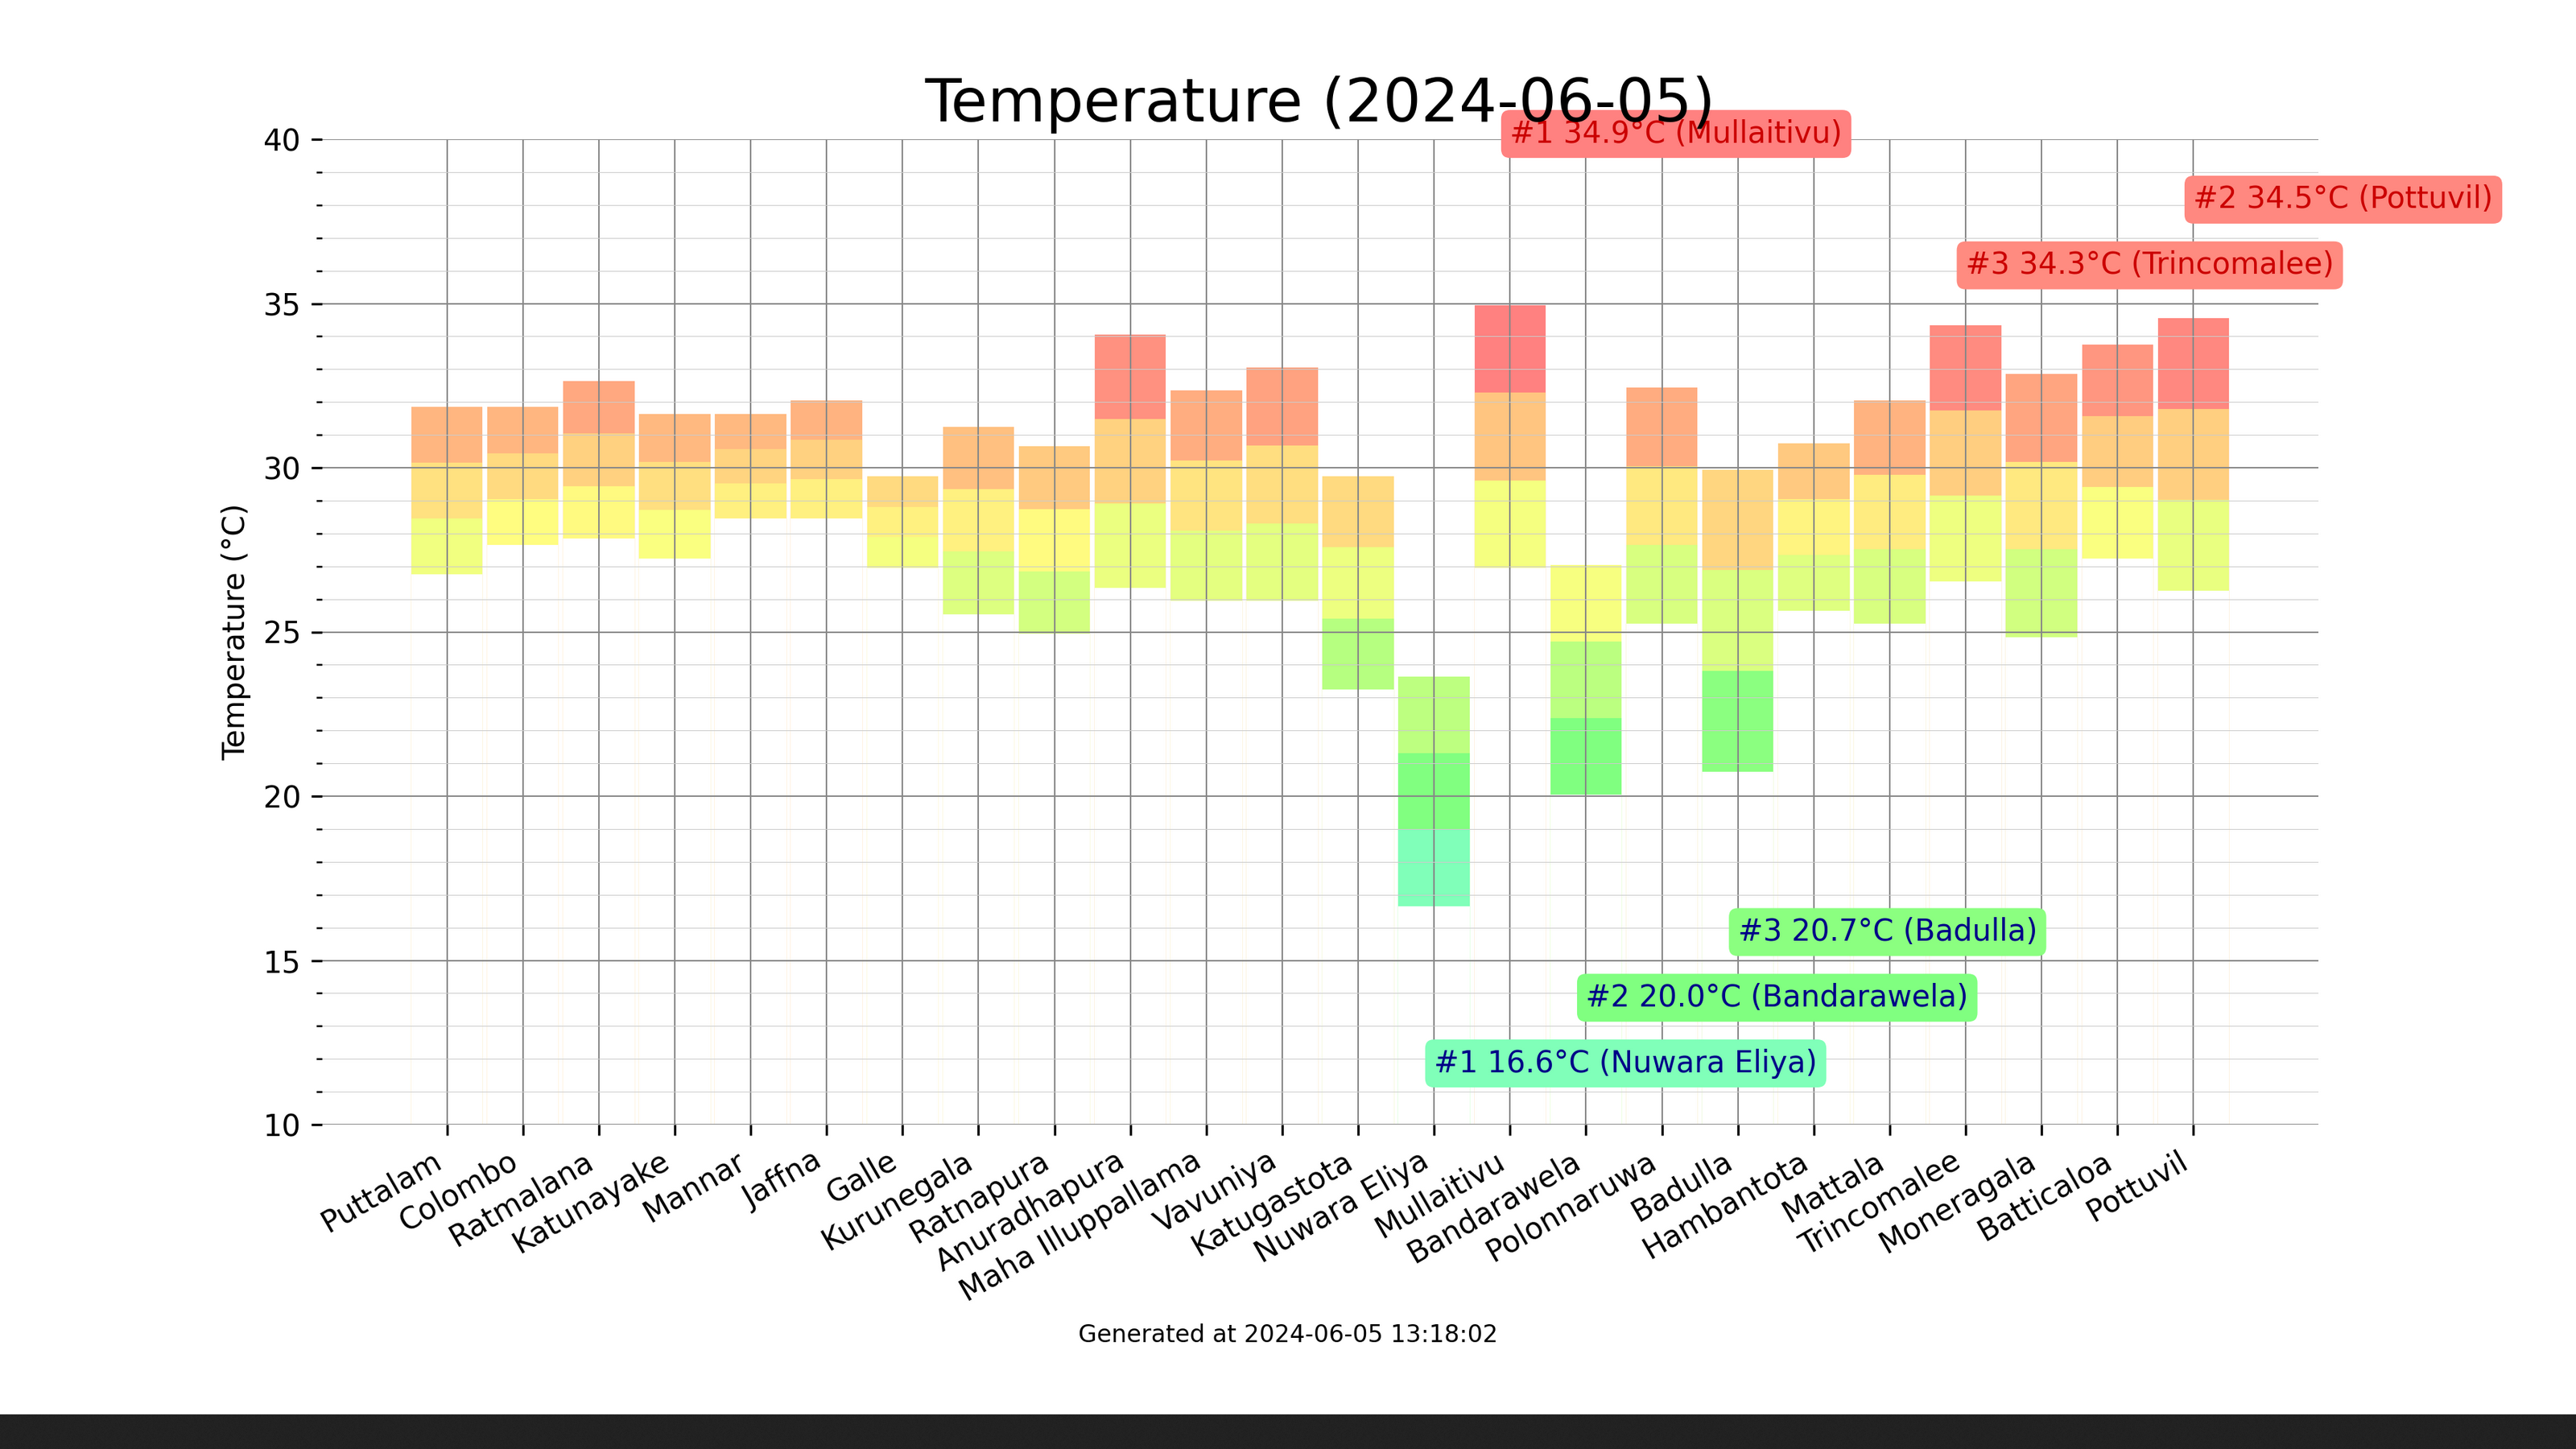 Temperature (2024-06-05)
#1 34.9°C (Mullaitivu)
#2 34.5°C (Pottuvil)
#3 34.3°C (Trincomalee)
40
35
30
25
20
15
10
Temperature (°C)
#3 20.7°C (Badulla)
#2 20.0°C (Bandarawela)
#1 16.6°C (Nuwara Eliya)
Puttalam
Colombo
Ratmalana
Katunayake
Mannar
Jaffna
Galle
Kurunegala
Ratnapura
Anuradhapura
Maha Illuppallama
Vavuniya
Katugastota
Nuwara Eliya
Mullaitivu
Bandarawela
Polonnaruwa
Badulla
Hambantota
Mattala
Trincomalee
Moneragala
Batticaloa
Pottuvil
Generated at 2024-06-05 13:18:02